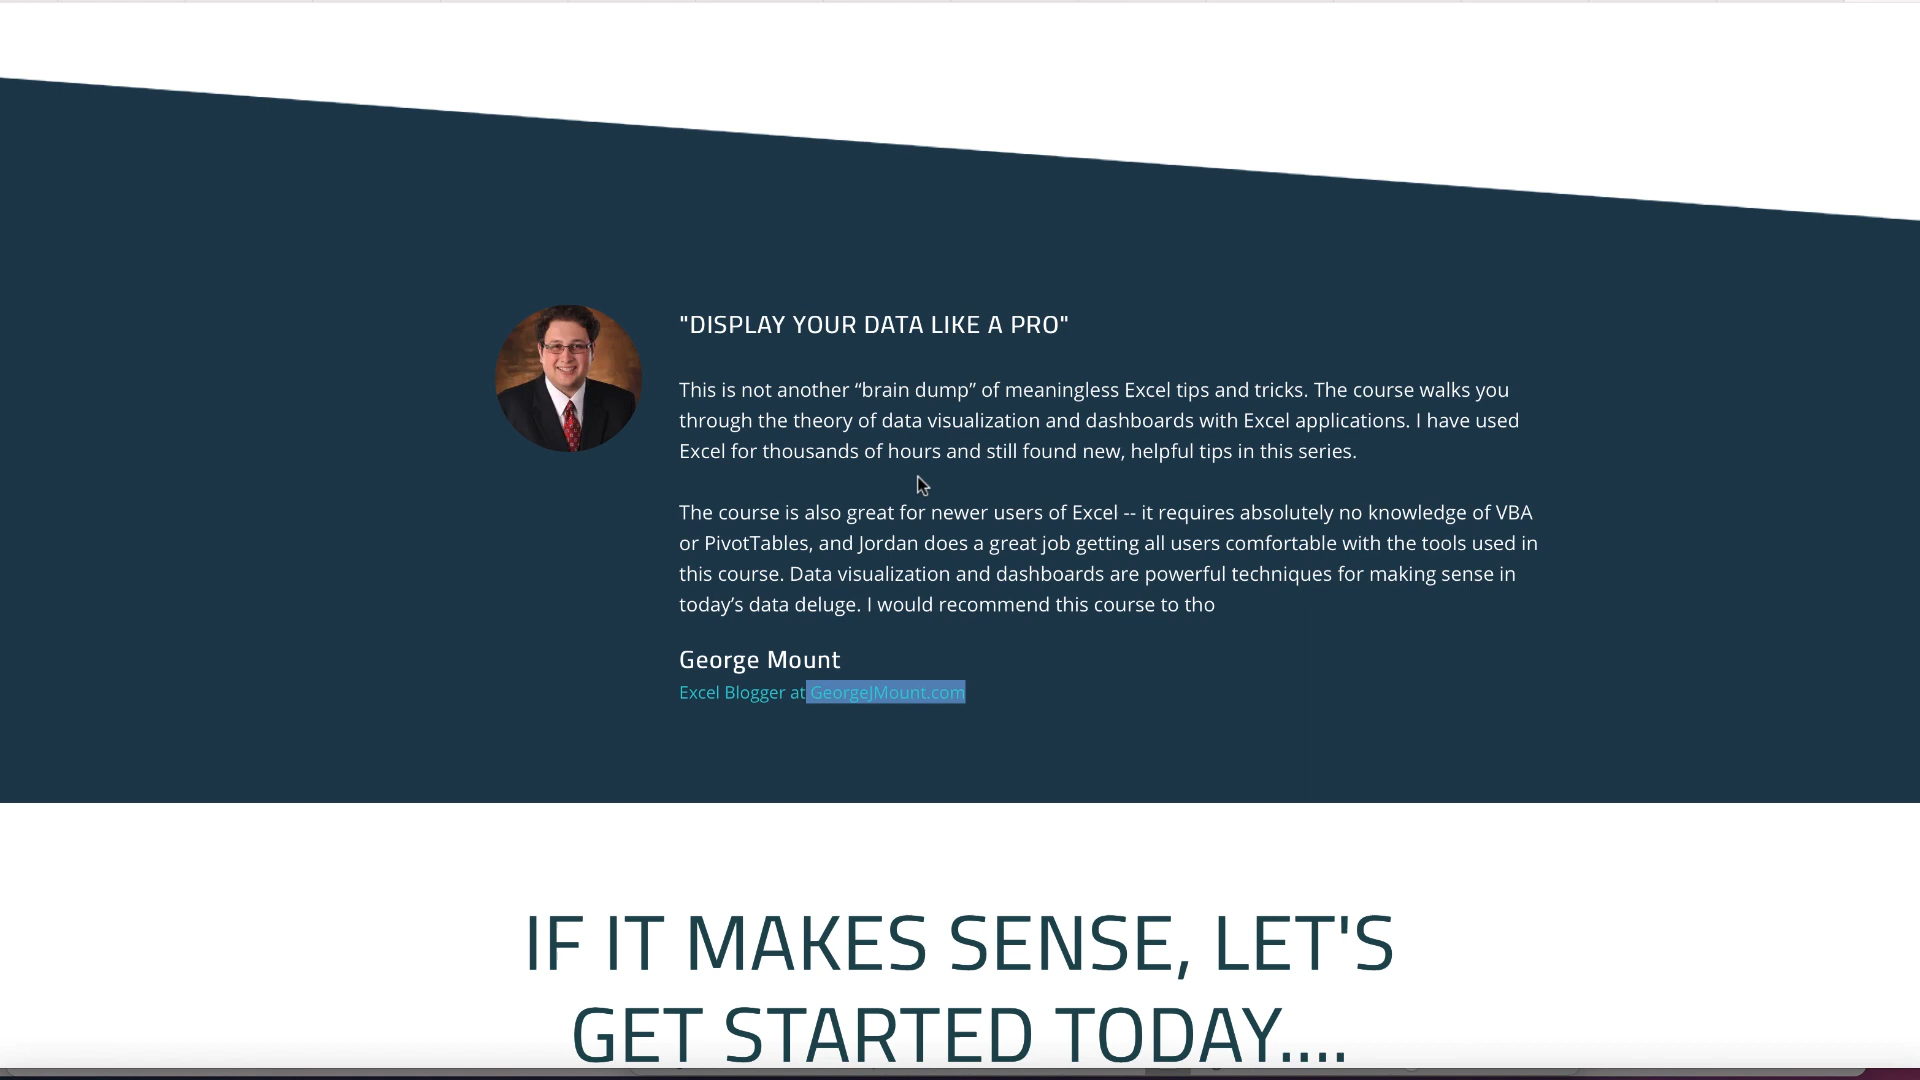 "DISPLAY YOUR DATA LIKE A PRO"
This is not another “brain dump” of meaningless Excel tips and tricks. The course walks you
through the theory of data visualization and dashboards with Excel applications. I have used
Excel for thousands of hours and still found new, helpful tips in this series.
The course is also great for newer users of Excel -- it requires absolutely no knowledge of VBA
or PivotTables, and Jordan does a great job getting all users comfortable with the tools used in
this course. Data visualization and dashboards are powerful techniques for making sense in
today’s data deluge. I would recommend this course to tho
George Mount
Excel Blogger at GeorgeJMount.com
IF IT MAKES SENSE, LET'S
GET STARTED TODAY....